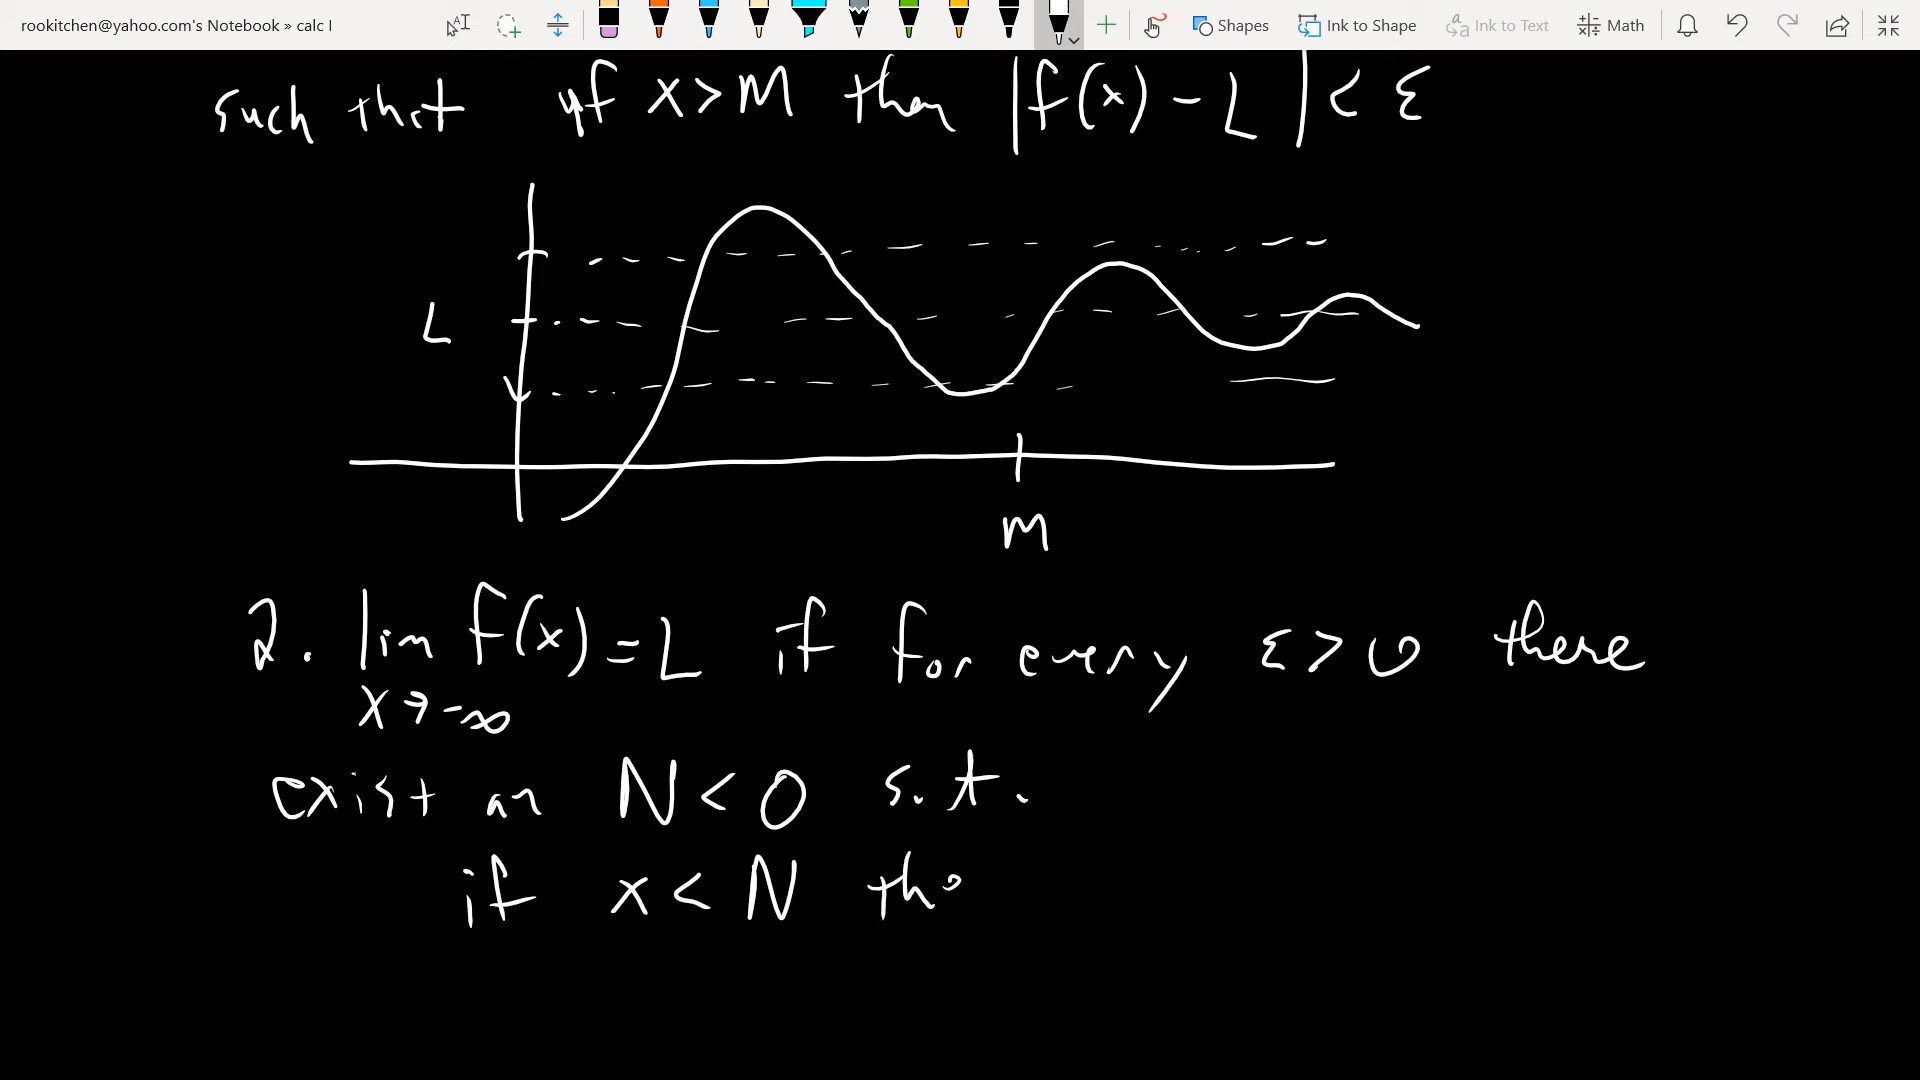 rookitchen@yahoo.com's Notebook » calc I Shapes Ink to Shape Ink to Text Math
such that if x > M then |f(x) - L| < ε
L
M
2. lim f(x) = L if for every ε > 0 there
x → -∞
exist an N < 0 s.t.
if x < N the